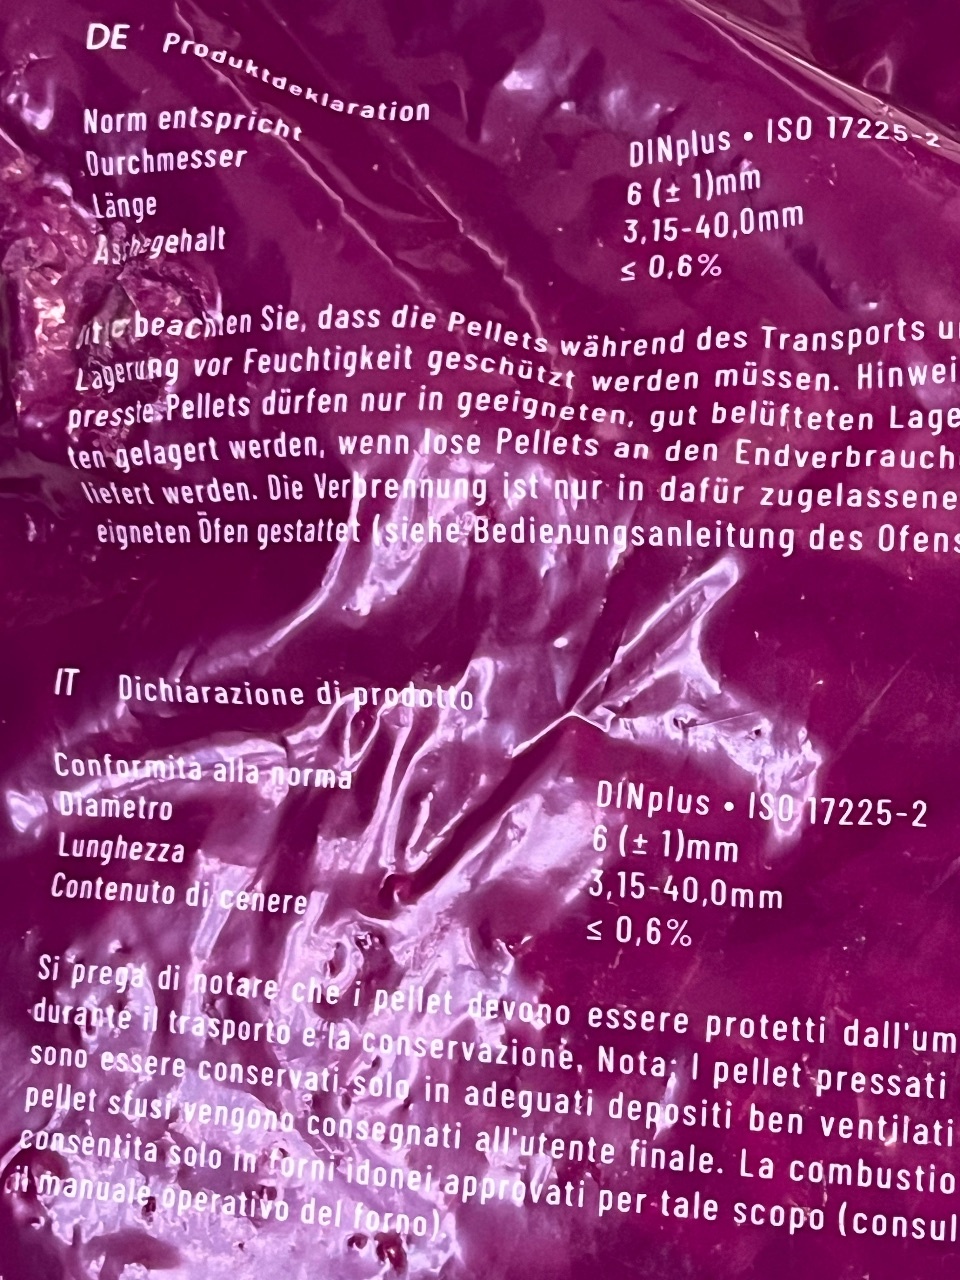 DE Produktdeklaration
Norm entspricht DINplus • ISO 17225-2
Durchmesser 6 (± 1)mm
Länge 3,15-40,0mm
Aschegehalt ≤ 0,6%
beachten Sie, dass die Pellets während des Transports
Lagerung vor Feuchtigkeit geschützt werden müssen. Hinwei
presste Pellets dürfen nur in geeigneten, gut belüfteten Lage
ten gelagert werden, wenn lose Pellets an den Endverbrauch
liefert werden. Die Verbrennung ist nur in dafür zugelassene
eigneten Öfen gestattet (siehe Bedienungsanleitung des Ofens
IT Dichiarazione di prodotto
Conformità alla norma DINplus • ISO 17225-2
Diametro 6 (± 1)mm
Lunghezza 3,15-40,0mm
Contenuto di cenere ≤ 0,6%
Si prega di notare che i pellet devono essere protetti dall'um
durante il trasporto e la conservazione. Nota: I pellet pressati
sono essere conservati solo in adeguati depositi ben ventilati
pellet sfusi vengono consegnati all'utente finale. La combustio
consentita solo in forni idonei approvati per tale scopo (consul
il manuale operativo del forno)